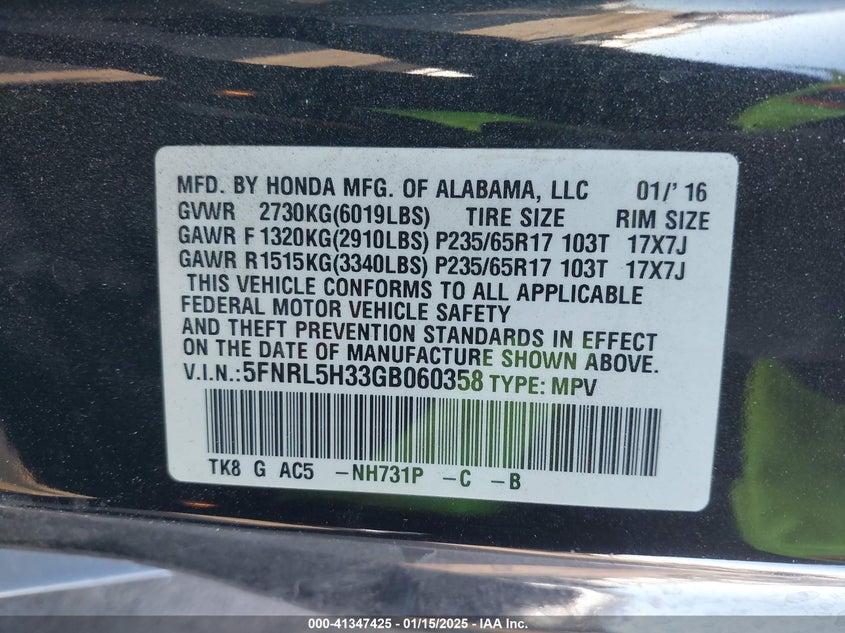 MFD. BY HONDA MFG. OF ALABAMA, LLC 01/' 16
GVWR 2730KG(6019LBS) TIRE SIZE RIM SIZE
GAWR F1320KG(2910LBS) P235/65R17 103T 17X7J
GAWR R1515KG(3340LBS) P235/65R17 103T 17X7J
THIS VEHICLE CONFORMS TO ALL APPLICABLE
FEDERAL MOTOR VEHICLE SAFETY
AND THEFT PREVENTION STANDARDS IN EFFECT
ON THE DATE OF MANUFACTURE SHOWN ABOVE.
V.I.N.:5FNRL5H33GB060358 TYPE: MPV
TK8 G AC5 -NH731P -C -B
000-41347425 - 01/15/2025 - © IAA Inc.